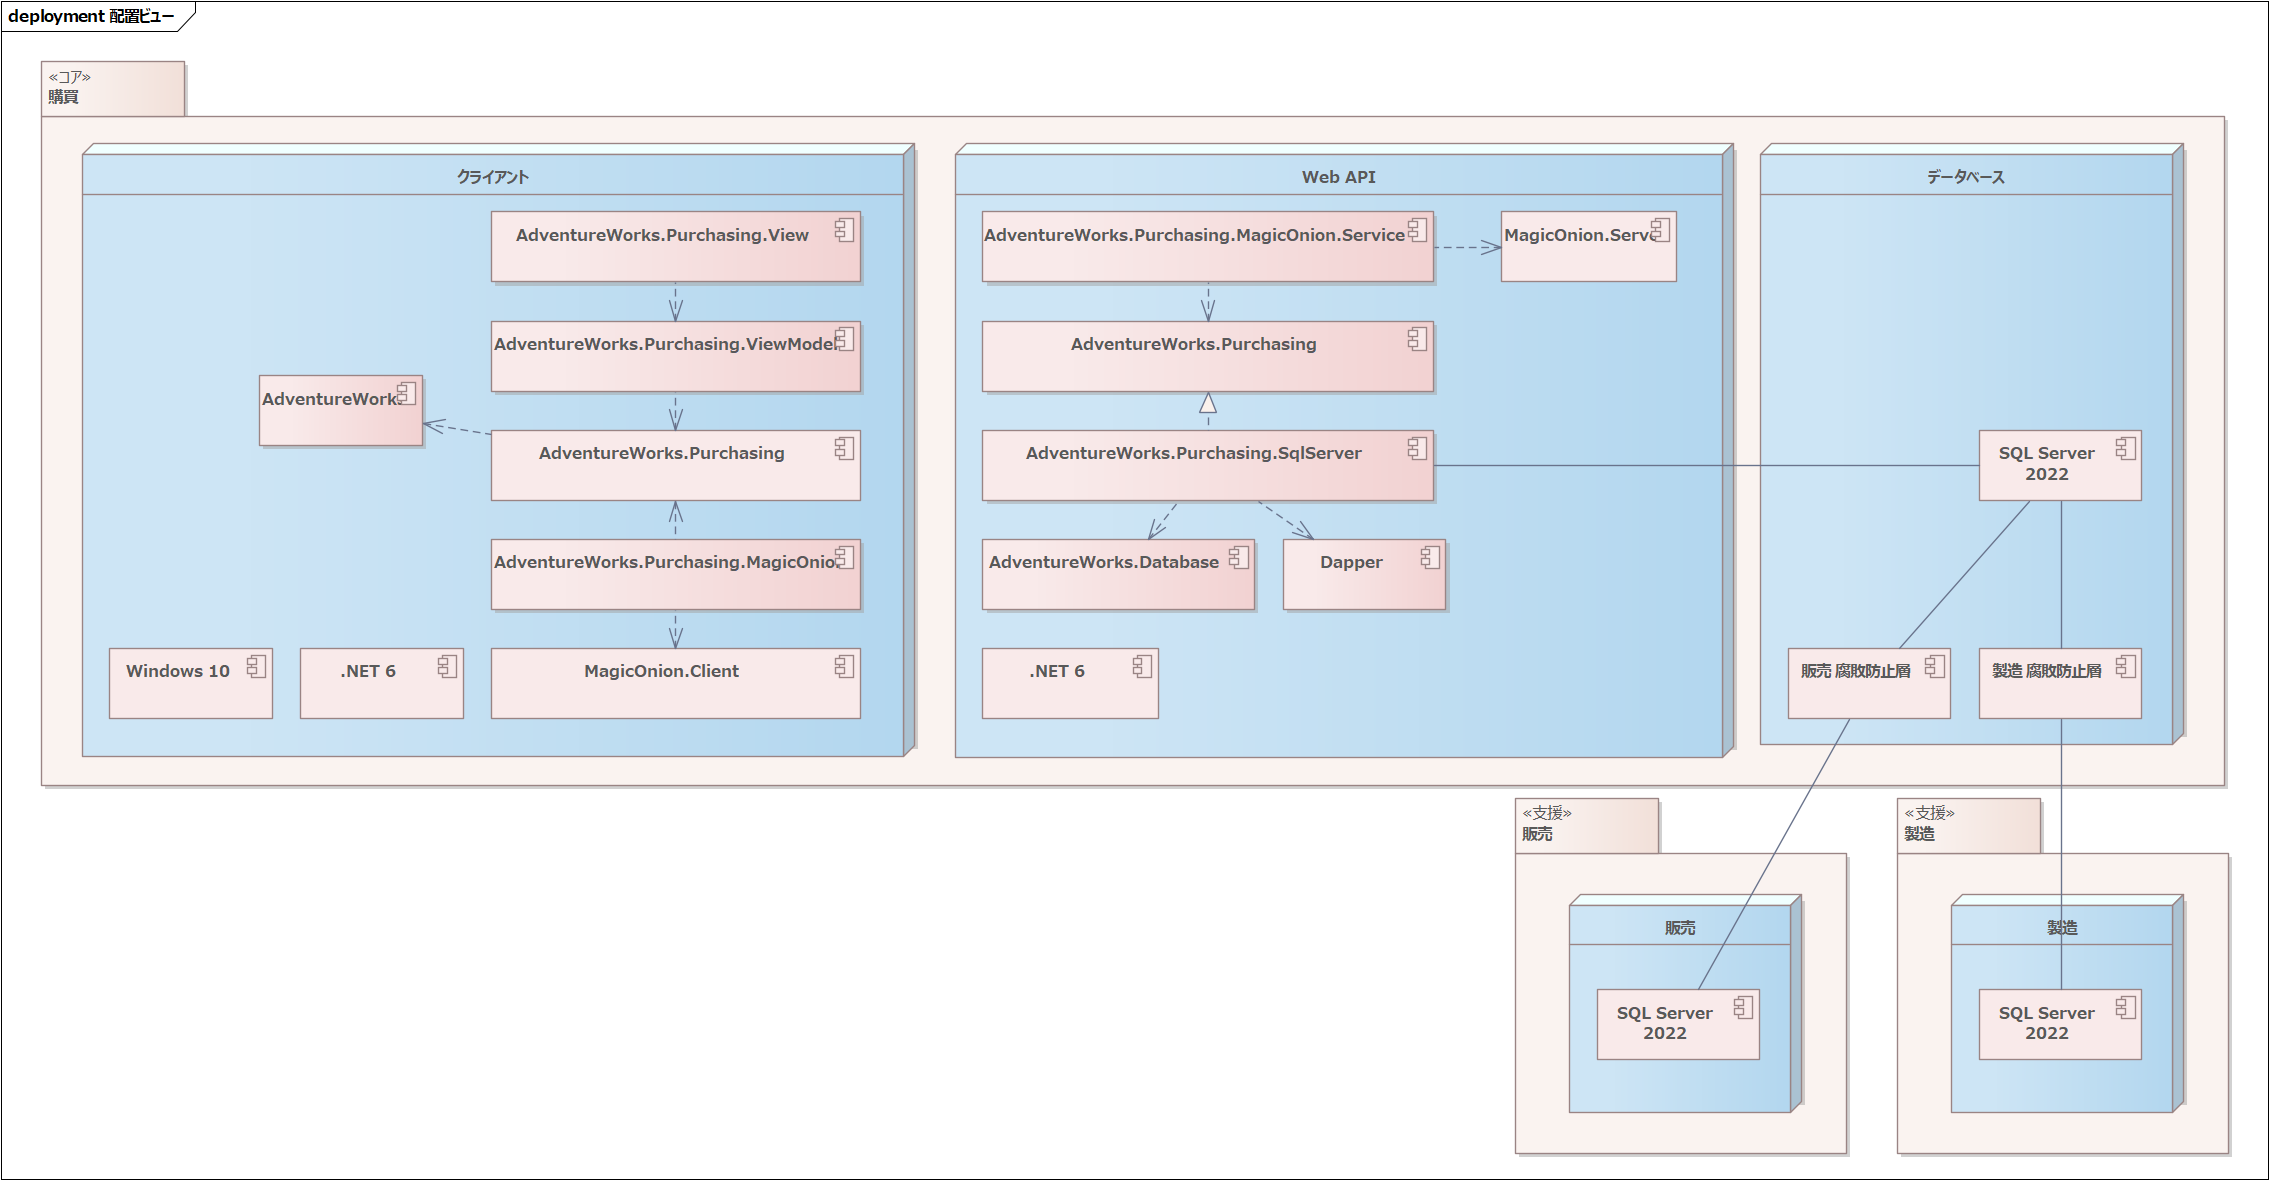 deployment 配置ビュー
«コア»
購買
クライアント
AdventureWorks.Purchasing.View
AdventureWorks.Purchasing.ViewModel
AdventureWorks
AdventureWorks.Purchasing
AdventureWorks.Purchasing.MagicOnio
Windows 10
.NET 6
MagicOnion.Client
Web API
AdventureWorks.Purchasing.MagicOnion.Service
MagicOnion.Serve
AdventureWorks.Purchasing
AdventureWorks.Purchasing.SqlServer
AdventureWorks.Database
Dapper
.NET 6
データベース
SQL Server
2022
販売 腐敗防止層
製造 腐敗防止層
«支援»
販売
販売
SQL Server
2022
«支援»
製造
製造
SQL Server
2022